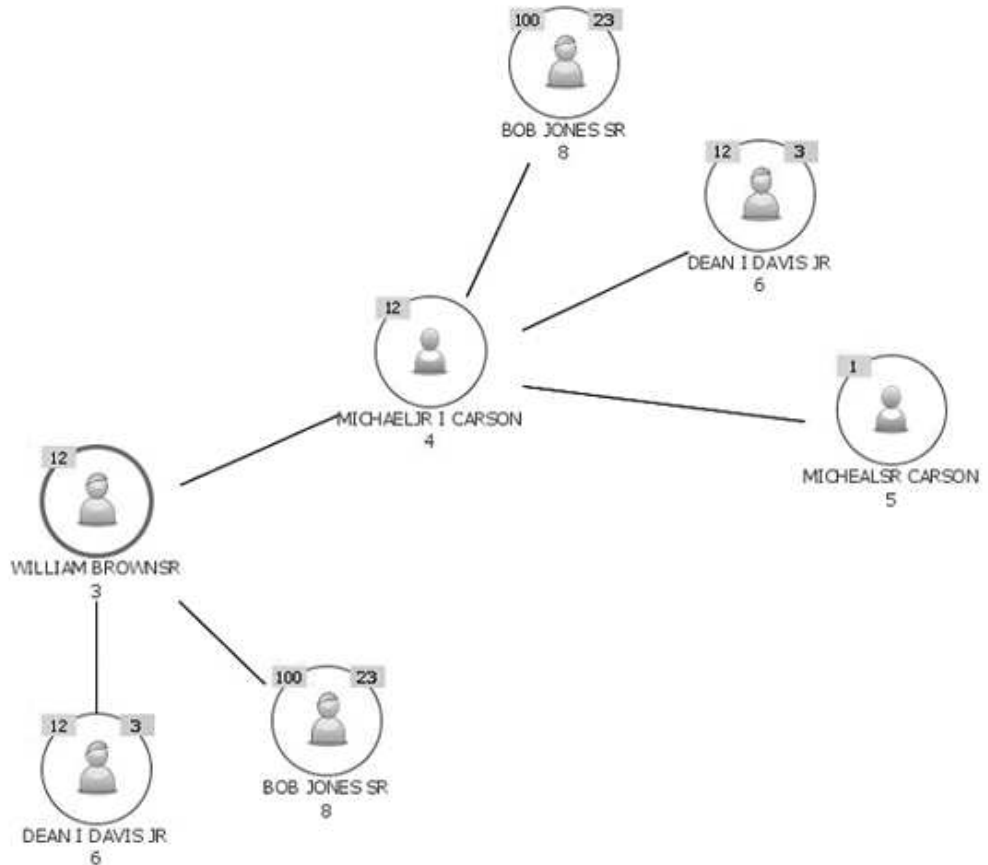 100 23
BOB JONES SR
8
12 3
DEAN I DAVIS JR
6
12
MICHAELJR I CARSON
4
1
MICHEALSR CARSON
5
12
WILLIAM BROWNSR
3
100 23
BOB JONES SR
8
12 3
DEAN I DAVIS JR
6